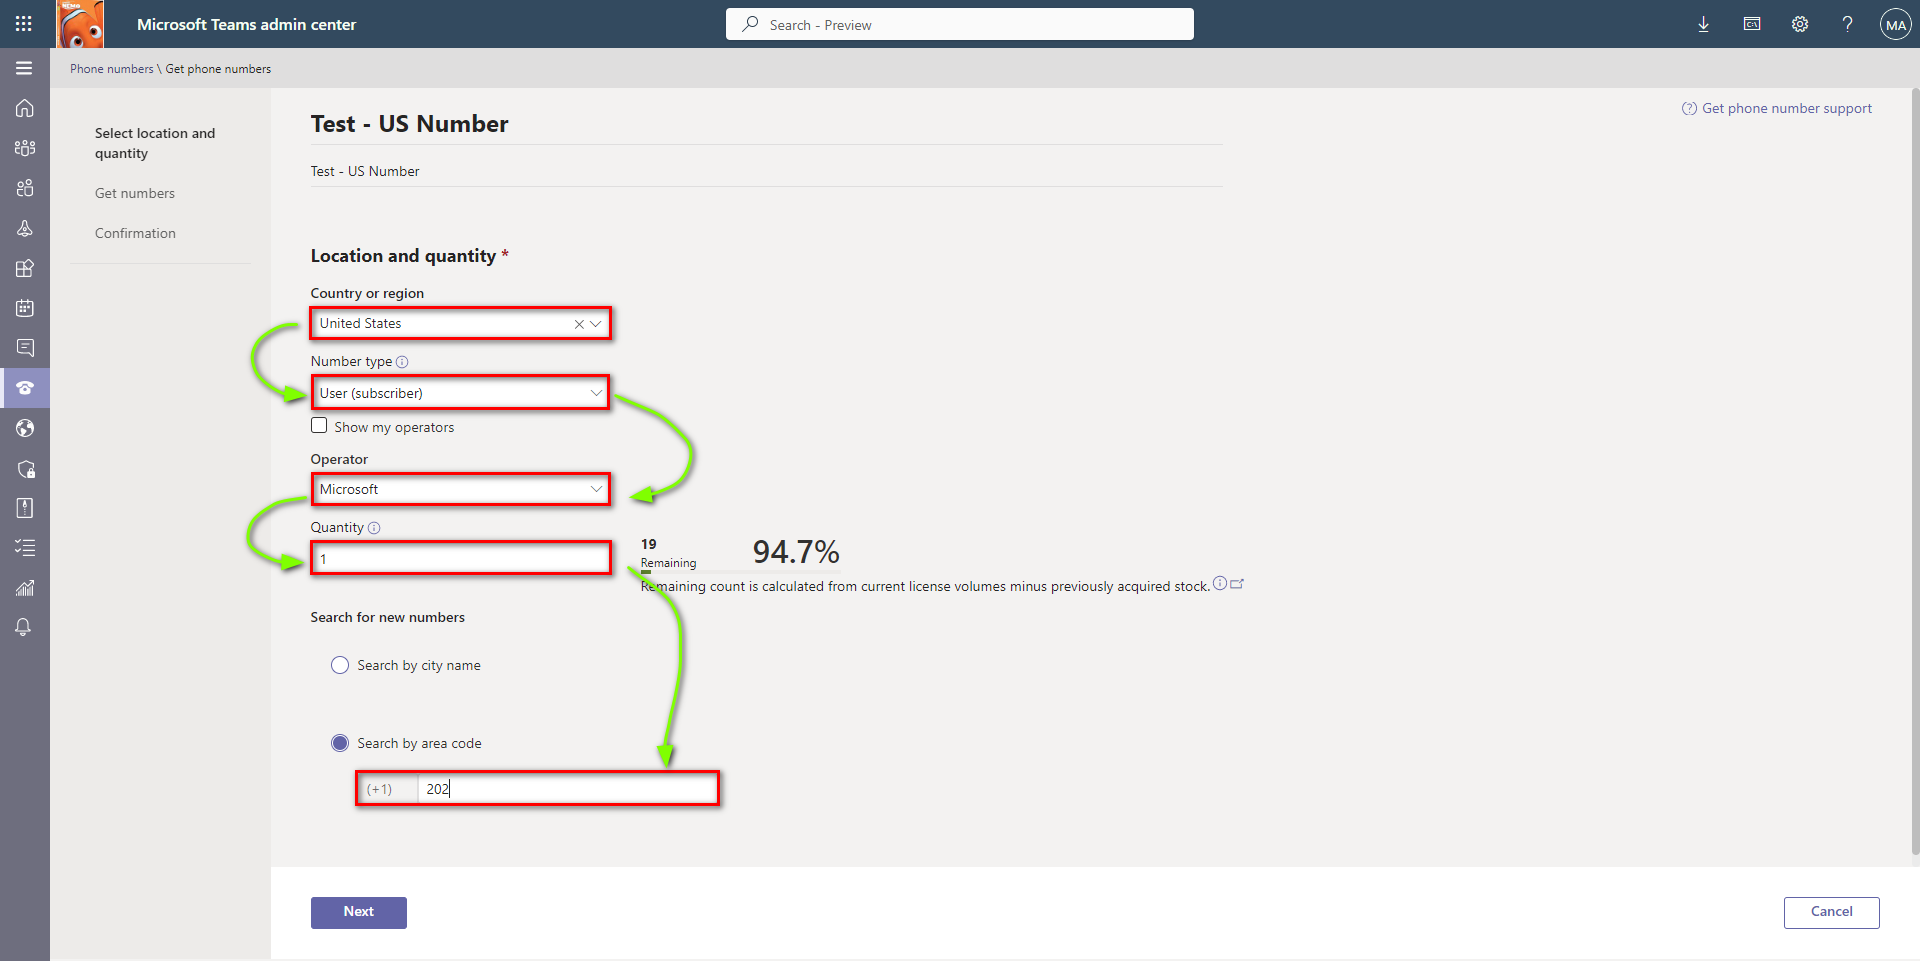 Microsoft Teams admin center
Search - Preview
MA
Phone numbers \ Get phone numbers
Get phone number support
Select location and
quantity
Get numbers
Confirmation
Test - US Number
Test - US Number
Location and quantity *
Country or region
United States
Number type
User (subscriber)
Show my operators
Operator
Microsoft
Quantity
1
19
Remaining
94.7%
Remaining count is calculated from current license volumes minus previously acquired stock.
Search for new numbers
Search by city name
Search by area code
(+1) 202
Next
Cancel